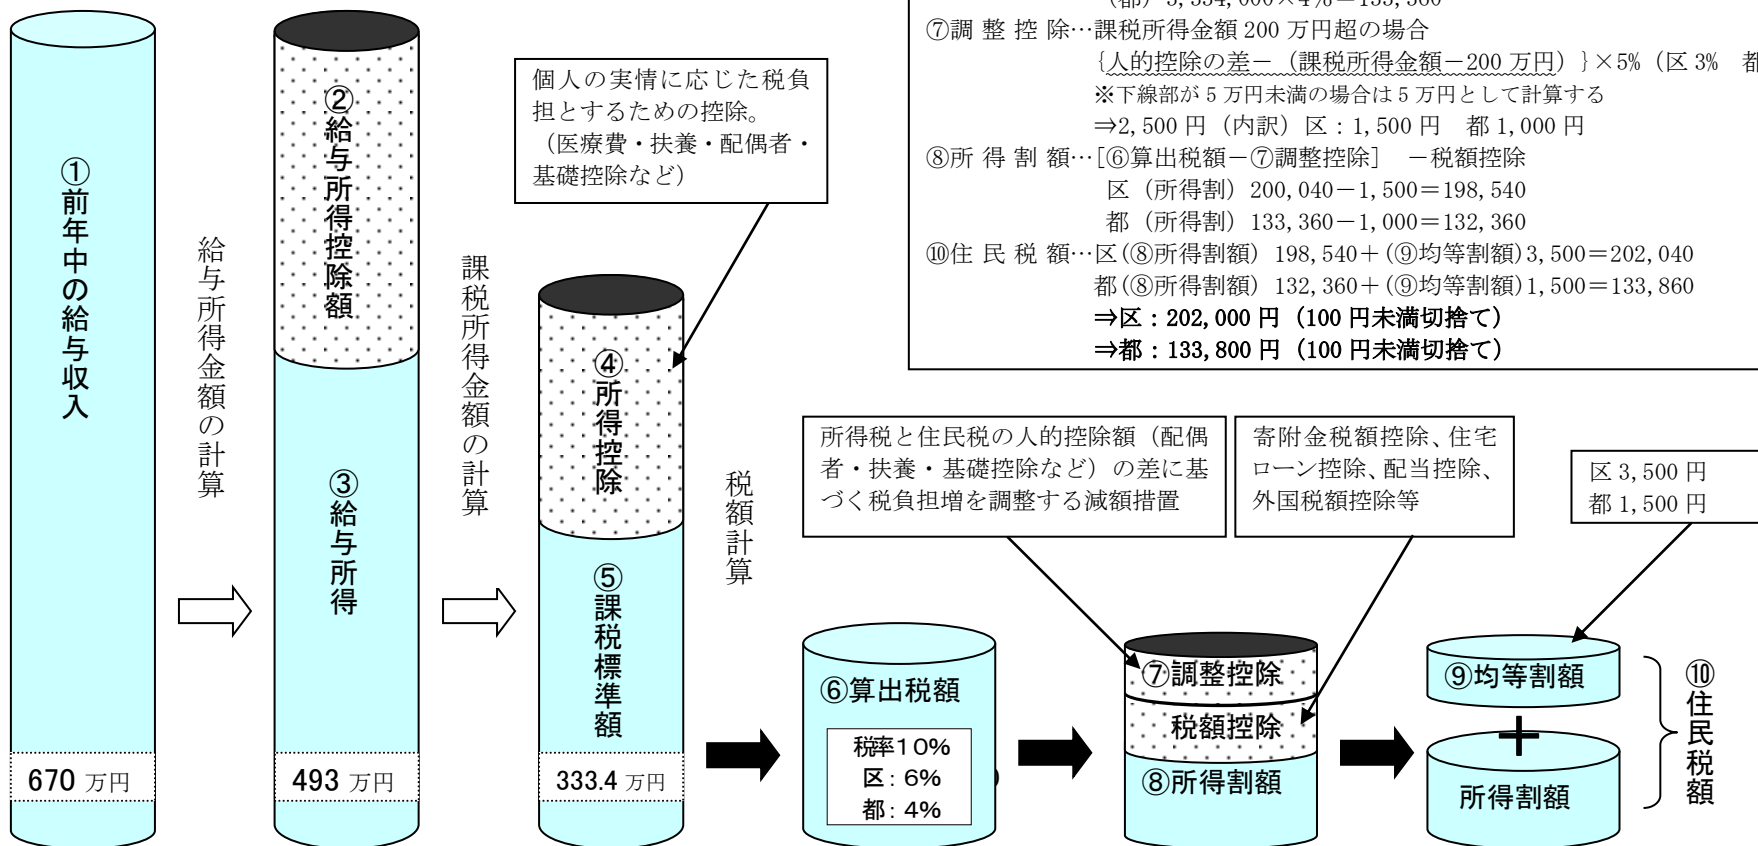 (都) 3,334,000×4%=133,360
⑦調 整 控 除…課税所得金額 200 万円超の場合
{人的控除の差－（課税所得金額－200 万円）}×5%（区 3% 都
※下線部が 5 万円未満の場合は 5 万円として計算する
⇒2,500 円（内訳）区：1,500 円　都 1,000 円
⑧所 得 割 額…[⑥算出税額－⑦調整控除]　－税額控除
区（所得割）200,040－1,500＝198,540
都（所得割）133,360－1,000＝132,360
⑩住 民 税 額…区(⑧所得割額) 198,540＋(⑨均等割額)3,500＝202,040
都(⑧所得割額) 132,360＋(⑨均等割額)1,500＝133,860
⇒区：202,000 円（100 円未満切捨て）
⇒都：133,800 円（100 円未満切捨て）
個人の実情に応じた税負
担とするための控除。
（医療費・扶養・配偶者・
基礎控除など）
①前年中の給与収入
670 万円
給与所得金額の計算
②給与所得控除額
③給与所得
493 万円
課税所得金額の計算
④所得控除
⑤課税標準額
333.4 万円
税額計算
所得税と住民税の人的控除額（配偶
者・扶養・基礎控除など）の差に基
づく税負担増を調整する減額措置
寄附金税額控除、住宅
ローン控除、配当控除、
外国税額控除等
区 3,500 円
都 1,500 円
⑥算出税額
税率10%
区：6%
都：4%
⑦調整控除
税額控除
⑧所得割額
⑨均等割額
＋
所得割額
⑩住民税額